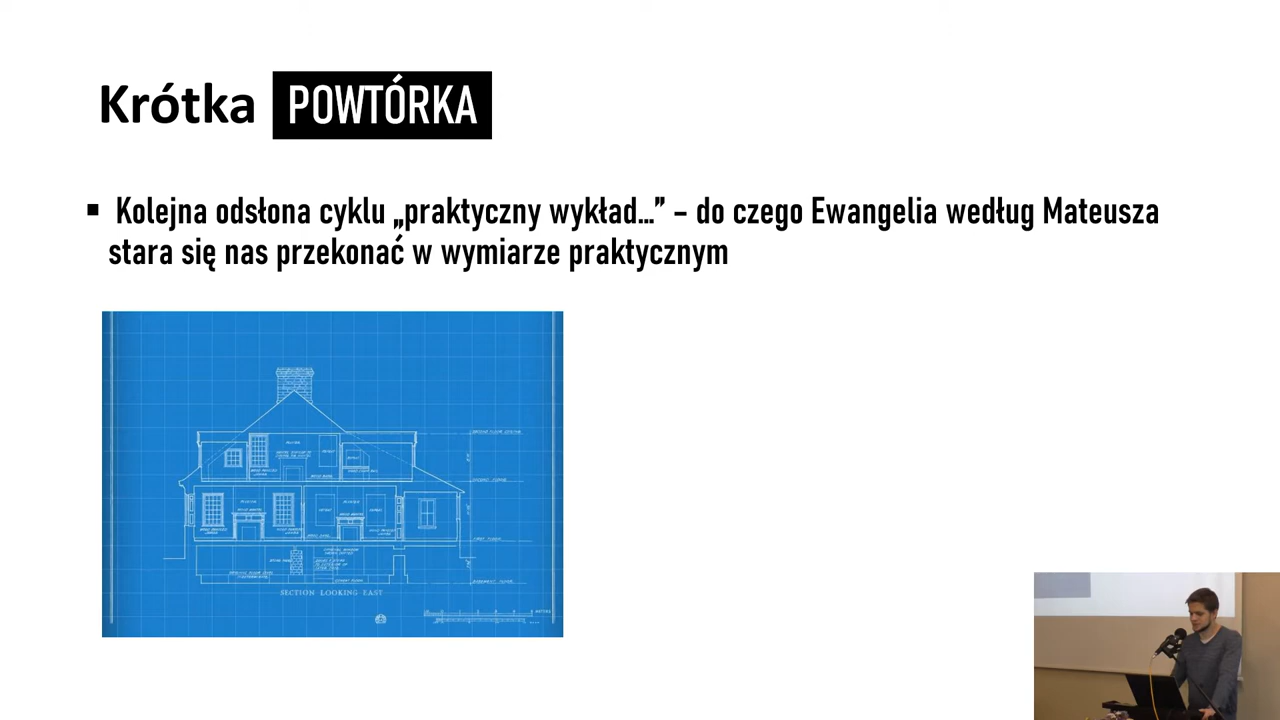 Krótka POWTÓRKA
▪ Kolejna odsłona cyklu „praktyczny wykład...” – do czego Ewangelia według Mateusza
stara się nas przekonać w wymiarze praktycznym
SECTION LOOKING EAST